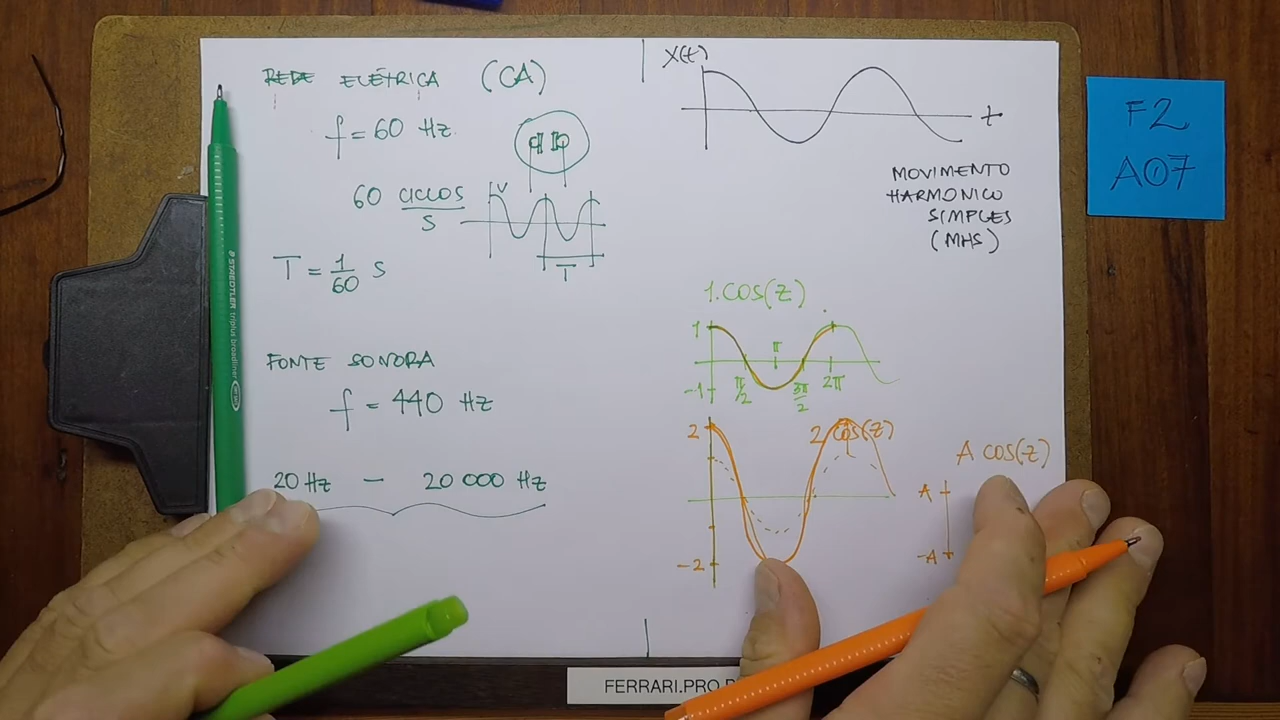 REDE ELÉTRICA (CA)
f = 60 Hz
60 CICLOS
S
V
T
T = 1
60 S
FONTE SONORA
f = 440 Hz
20 Hz — 20 000 Hz
X(t)
t
MOVIMENTO
HARMONICO
SIMPLES
(MHS)
1.COS(Z)
1
π
-1
π/2
3π/2
2π
2
2 COS(Z)
-2
A COS(Z)
A
-A
F2
A07
STAEDTLER triplus broadliner
FERRARI.PRO.